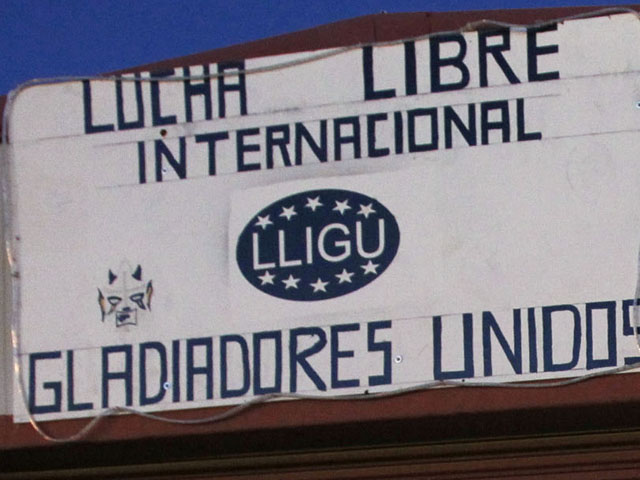 LUCHA LIBRE
INTERNACIONAL
LLIGU
GLADIADORES UNIDOS